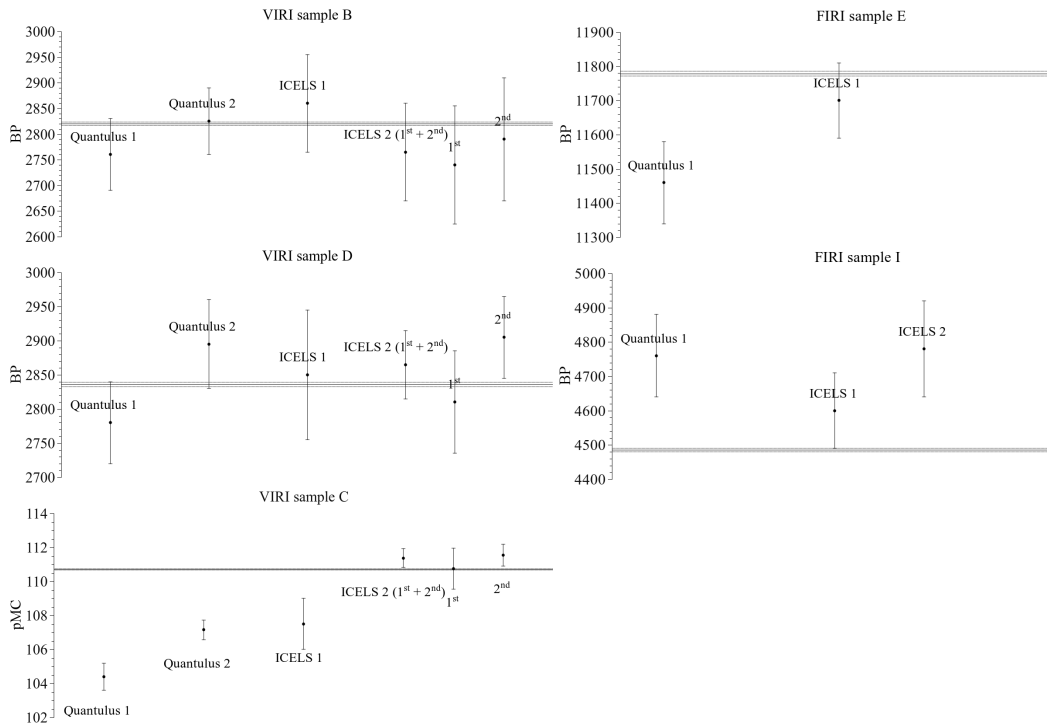 VIRI sample B
3000
2950
2900
2850
2800
2750
2700
2650
2600
BP
Quantulus 1
Quantulus 2
ICELS 1
ICELS 2 (1st + 2nd)
1st
2nd
FIRI sample E
11900
11800
11700
11600
11500
11400
11300
BP
Quantulus 1
ICELS 1
VIRI sample D
3000
2950
2900
2850
2800
2750
2700
BP
Quantulus 1
Quantulus 2
ICELS 1
ICELS 2 (1st + 2nd)
1st
2nd
FIRI sample I
5000
4900
4800
4700
4600
4500
4400
BP
Quantulus 1
ICELS 1
ICELS 2
VIRI sample C
114
112
110
108
106
104
102
pMC
Quantulus 1
Quantulus 2
ICELS 1
ICELS 2 (1st + 2nd)
1st
2nd